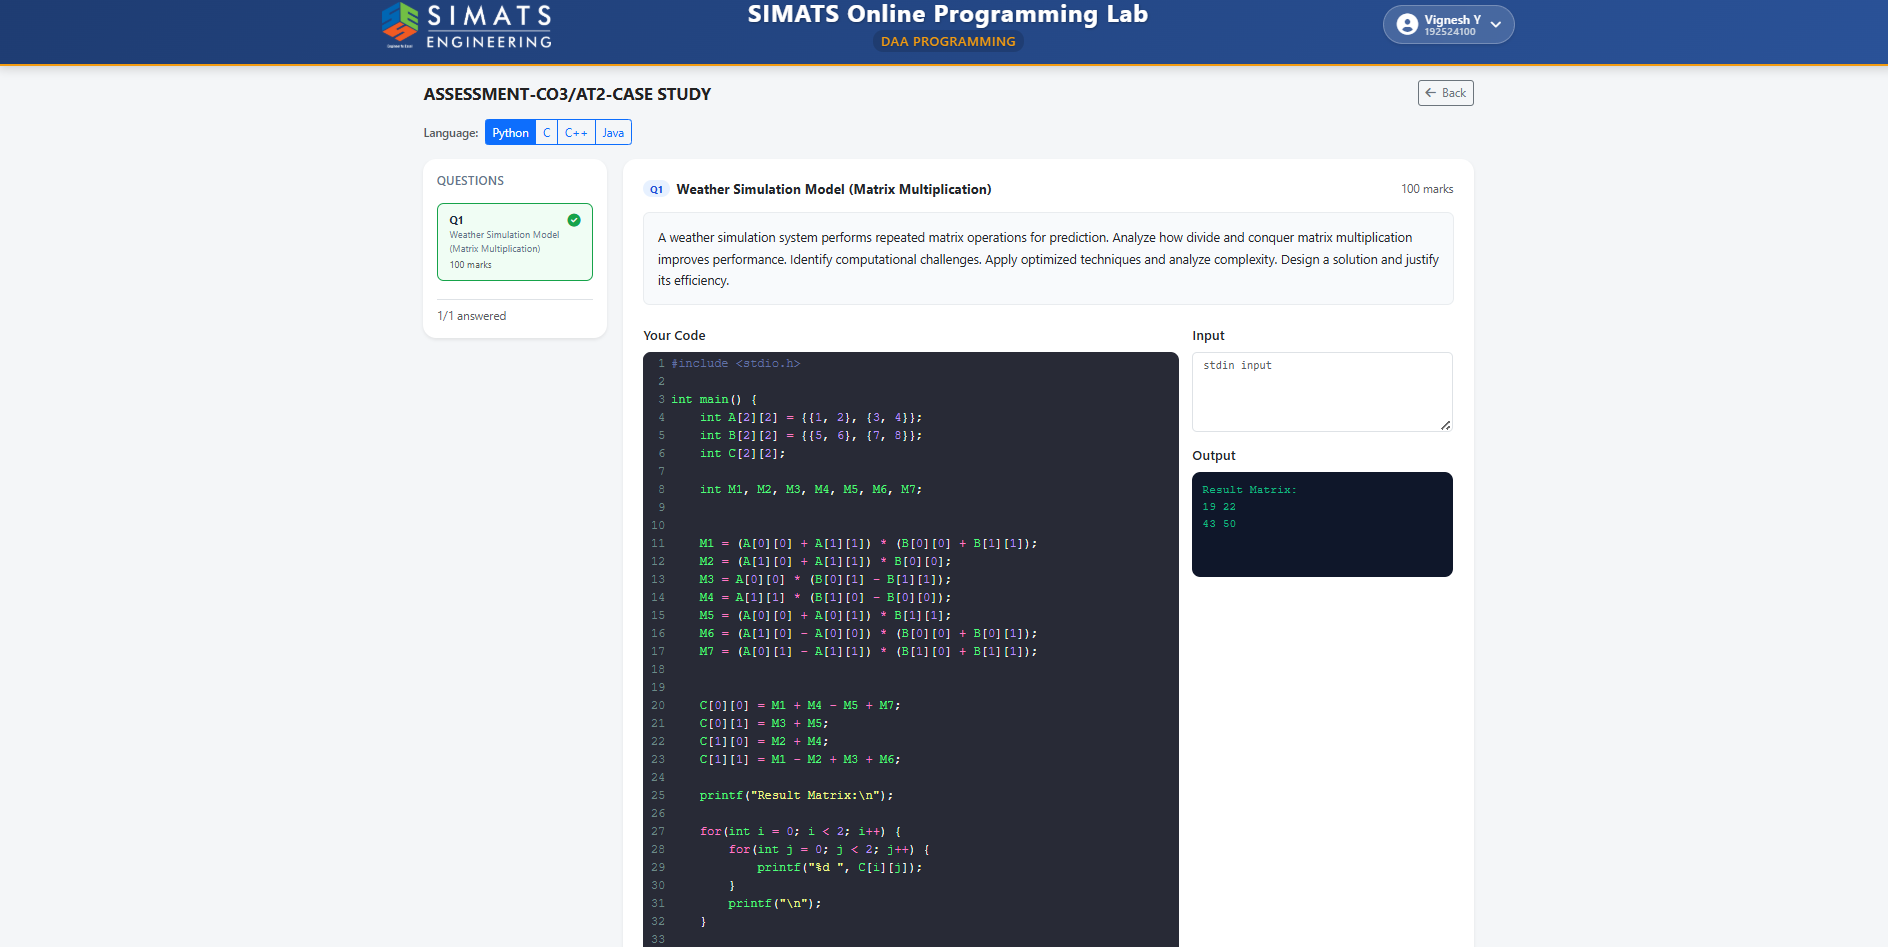 SIMATS
ENGINEERING
SIMATS Online Programming Lab
DAA PROGRAMMING
Vignesh Y
192524100
ASSESSMENT-CO3/AT2-CASE STUDY
← Back
Language: Python C C++ Java
QUESTIONS
Q1
Weather Simulation Model
(Matrix Multiplication)
100 marks
1/1 answered
Q1 Weather Simulation Model (Matrix Multiplication) 100 marks
A weather simulation system performs repeated matrix operations for prediction. Analyze how divide and conquer matrix multiplication
improves performance. Identify computational challenges. Apply optimized techniques and analyze complexity. Design a solution and justify
its efficiency.
Your Code
1 #include <stdio.h>
2
3 int main() {
4     int A[2][2] = {{1, 2}, {3, 4}};
5     int B[2][2] = {{5, 6}, {7, 8}};
6     int C[2][2];
7
8     int M1, M2, M3, M4, M5, M6, M7;
9
10
11     M1 = (A[0][0] + A[1][1]) * (B[0][0] + B[1][1]);
12     M2 = (A[1][0] + A[1][1]) * B[0][0];
13     M3 = A[0][0] * (B[0][1] - B[1][1]);
14     M4 = A[1][1] * (B[1][0] - B[0][0]);
15     M5 = (A[0][0] + A[0][1]) * B[1][1];
16     M6 = (A[1][0] - A[0][0]) * (B[0][0] + B[0][1]);
17     M7 = (A[0][1] - A[1][1]) * (B[1][0] + B[1][1]);
18
19
20     C[0][0] = M1 + M4 - M5 + M7;
21     C[0][1] = M3 + M5;
22     C[1][0] = M2 + M4;
23     C[1][1] = M1 - M2 + M3 + M6;
24
25     printf("Result Matrix:\n");
26
27     for(int i = 0; i < 2; i++) {
28         for(int j = 0; j < 2; j++) {
29             printf("%d ", C[i][j]);
30         }
31         printf("\n");
32     }
33
Input
stdin input
Output
Result Matrix:
19 22
43 50